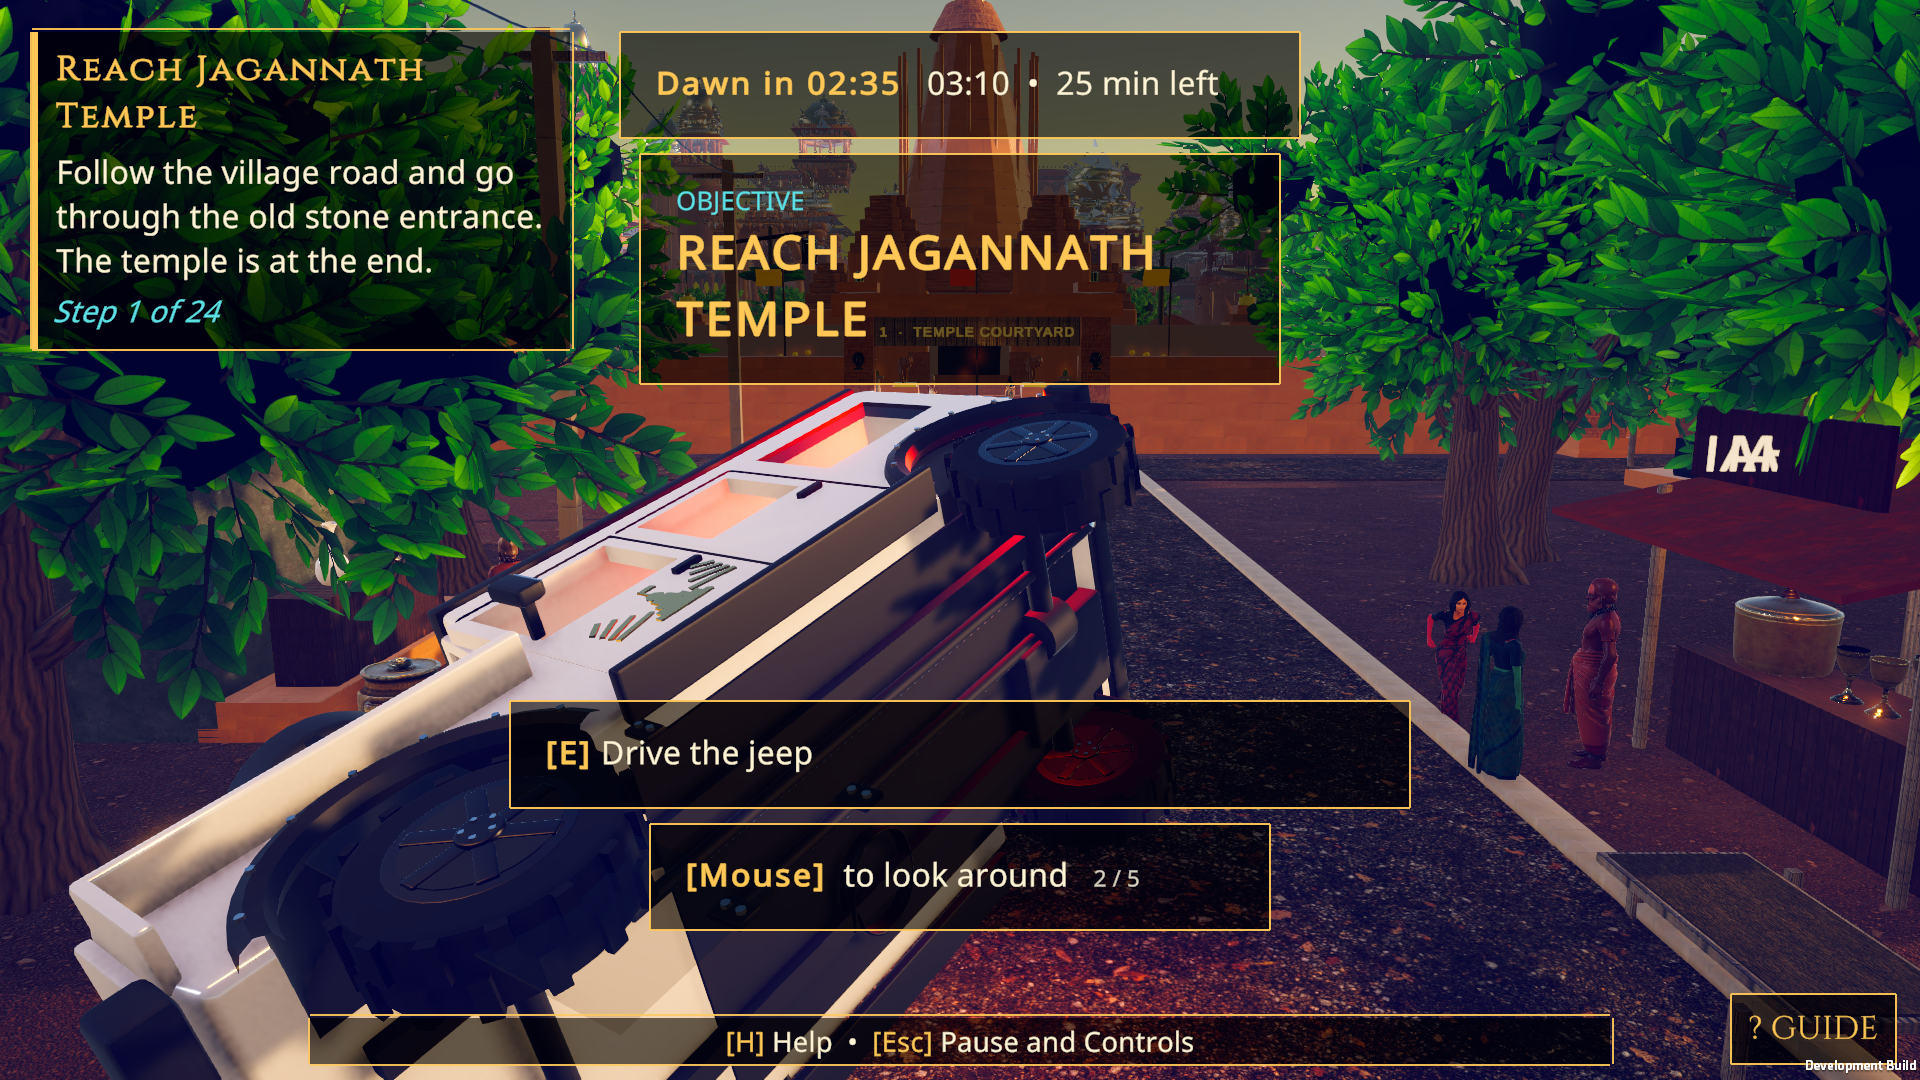 REACH JAGANNATH
TEMPLE
Follow the village road and go
through the old stone entrance.
The temple is at the end.
Step 1 of 24
Dawn in 02:35 03:10 • 25 min left
OBJECTIVE
REACH JAGANNATH
TEMPLE
1 · TEMPLE COURTYARD
[E] Drive the jeep
[Mouse] to look around 2 / 5
[H] Help • [Esc] Pause and Controls
? GUIDE
Development Build